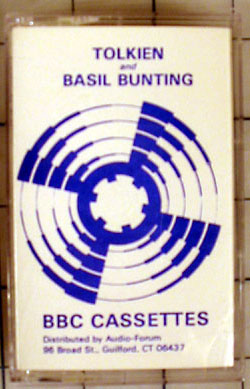 TOLKIEN
and
BASIL BUNTING
BBC CASSETTES
Distributed by Audio-Forum
96 Broad St., Guilford, CT 06437